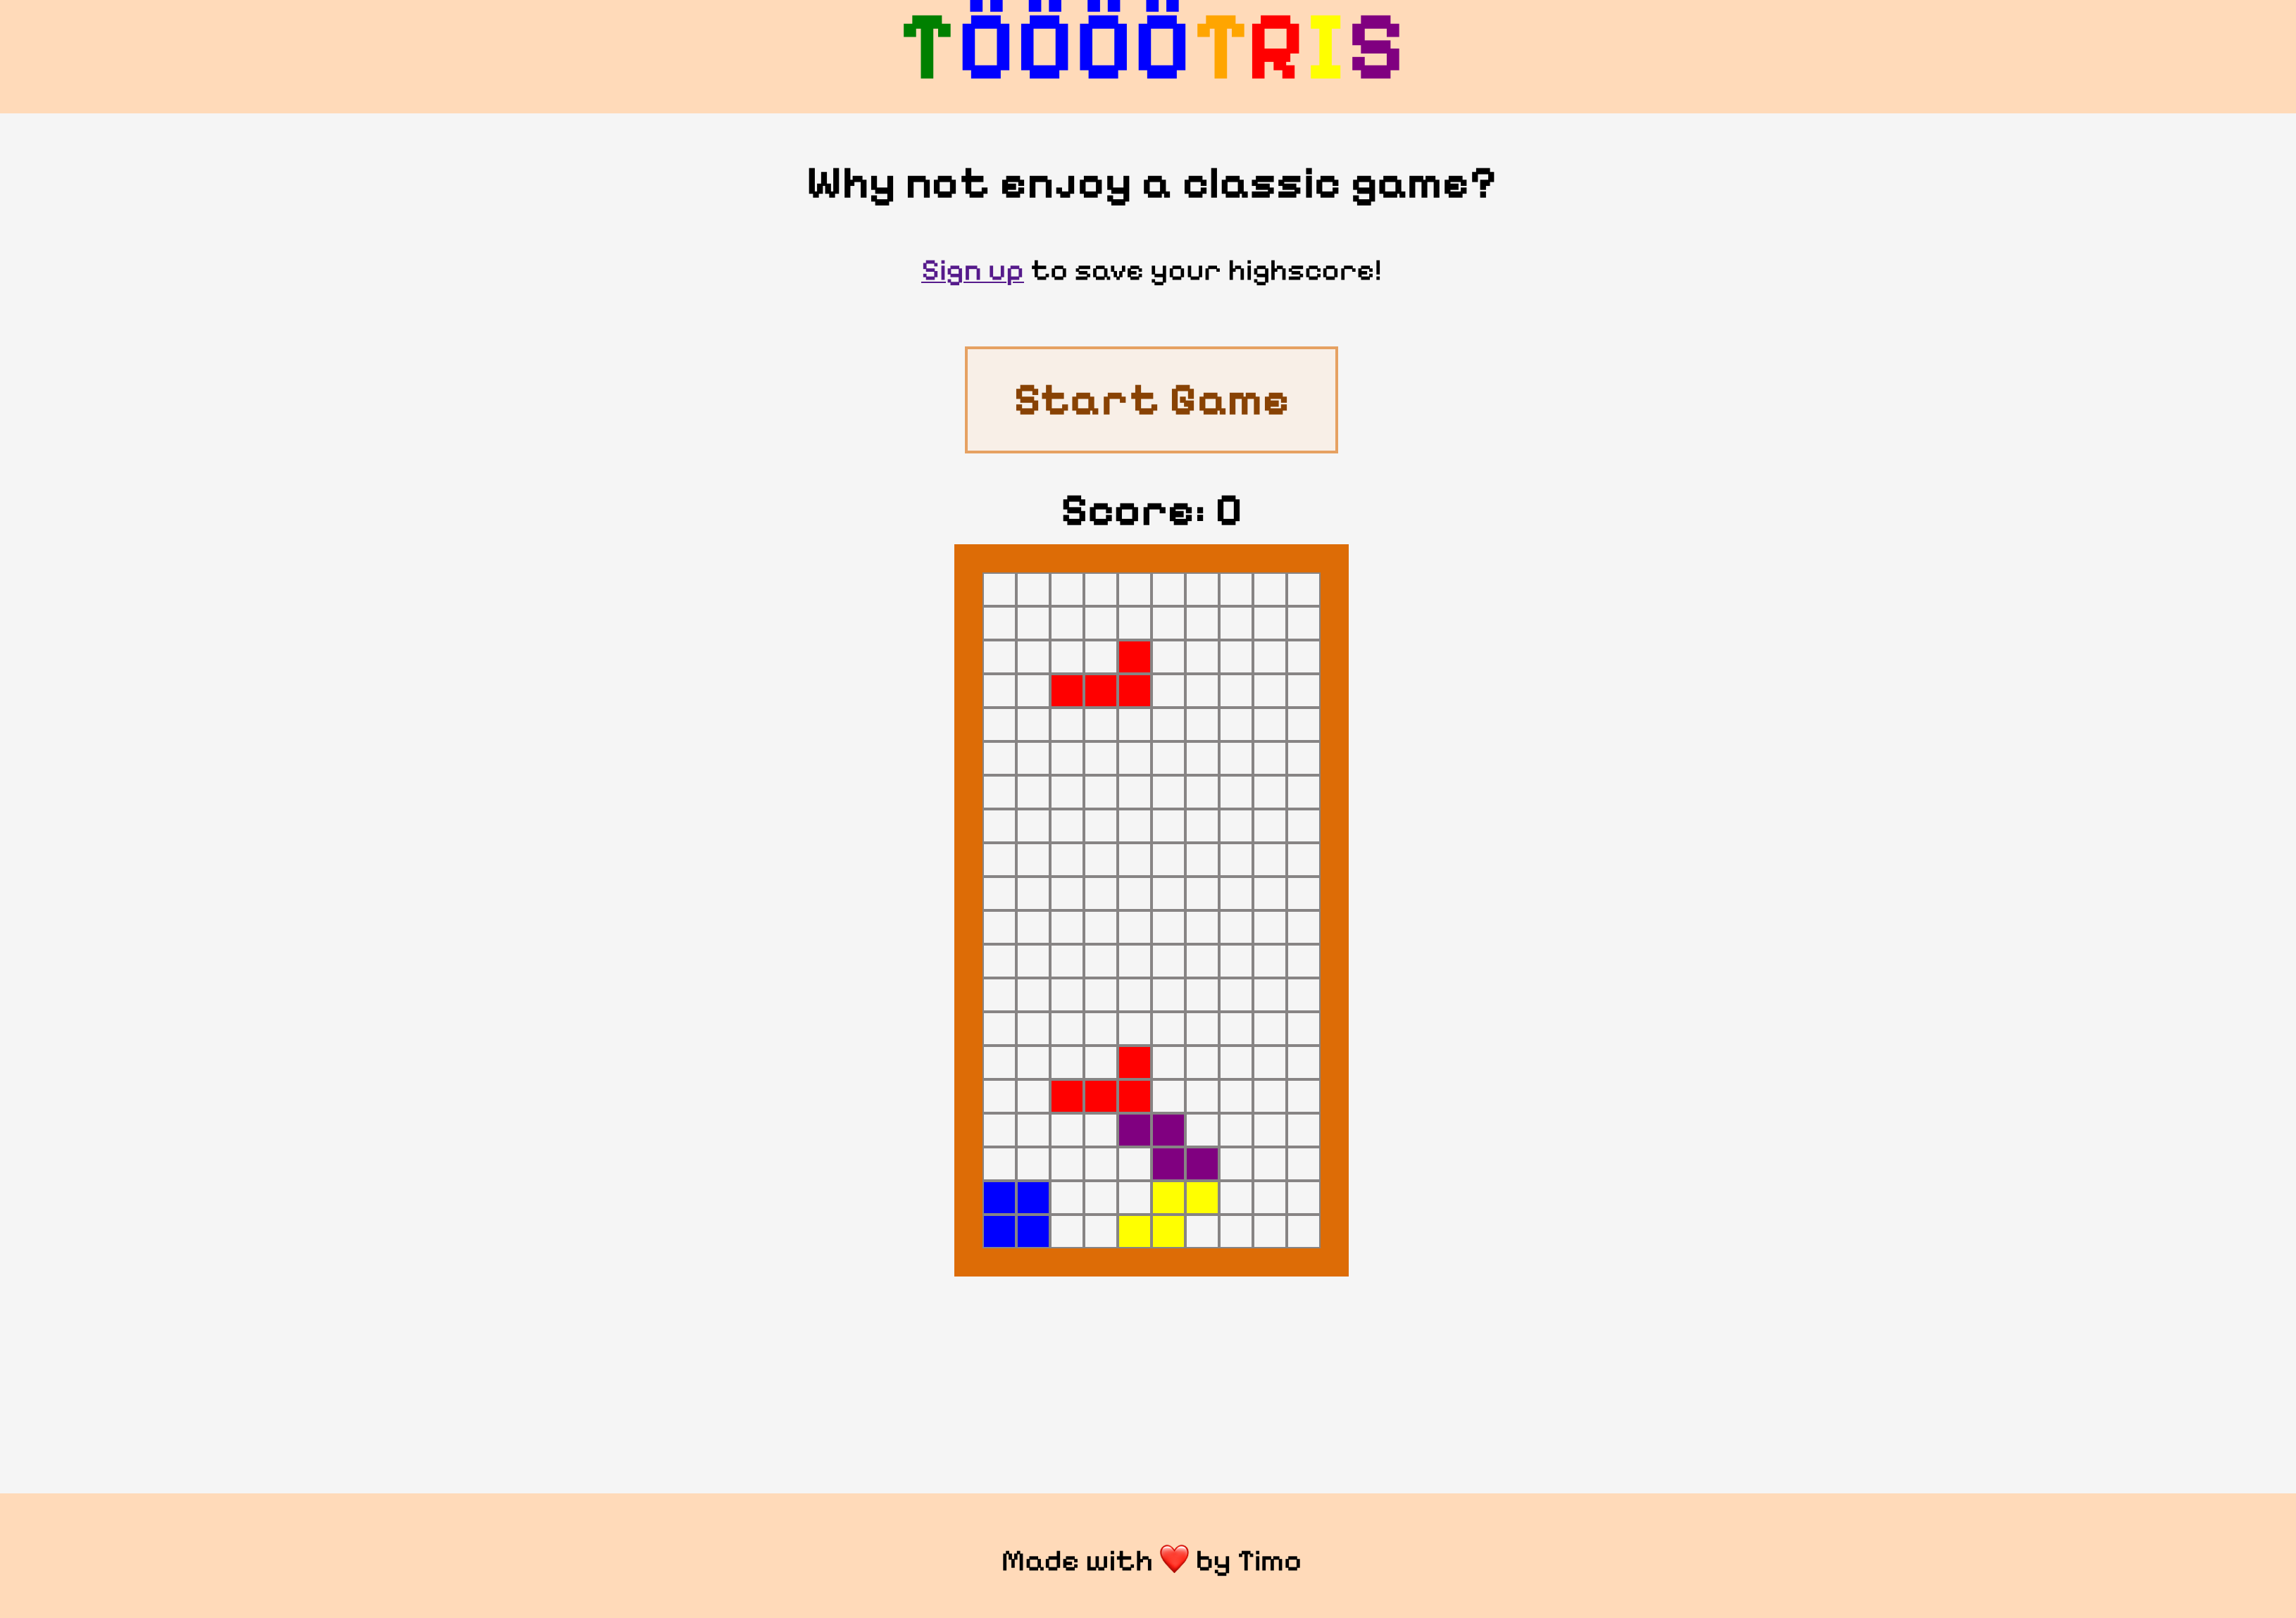 TÖÖÖÖTRIS
Why not enjoy a classic game?
Sign up to save your highscore!
Start Game
Score: 0
Made with ❤️ by Timo